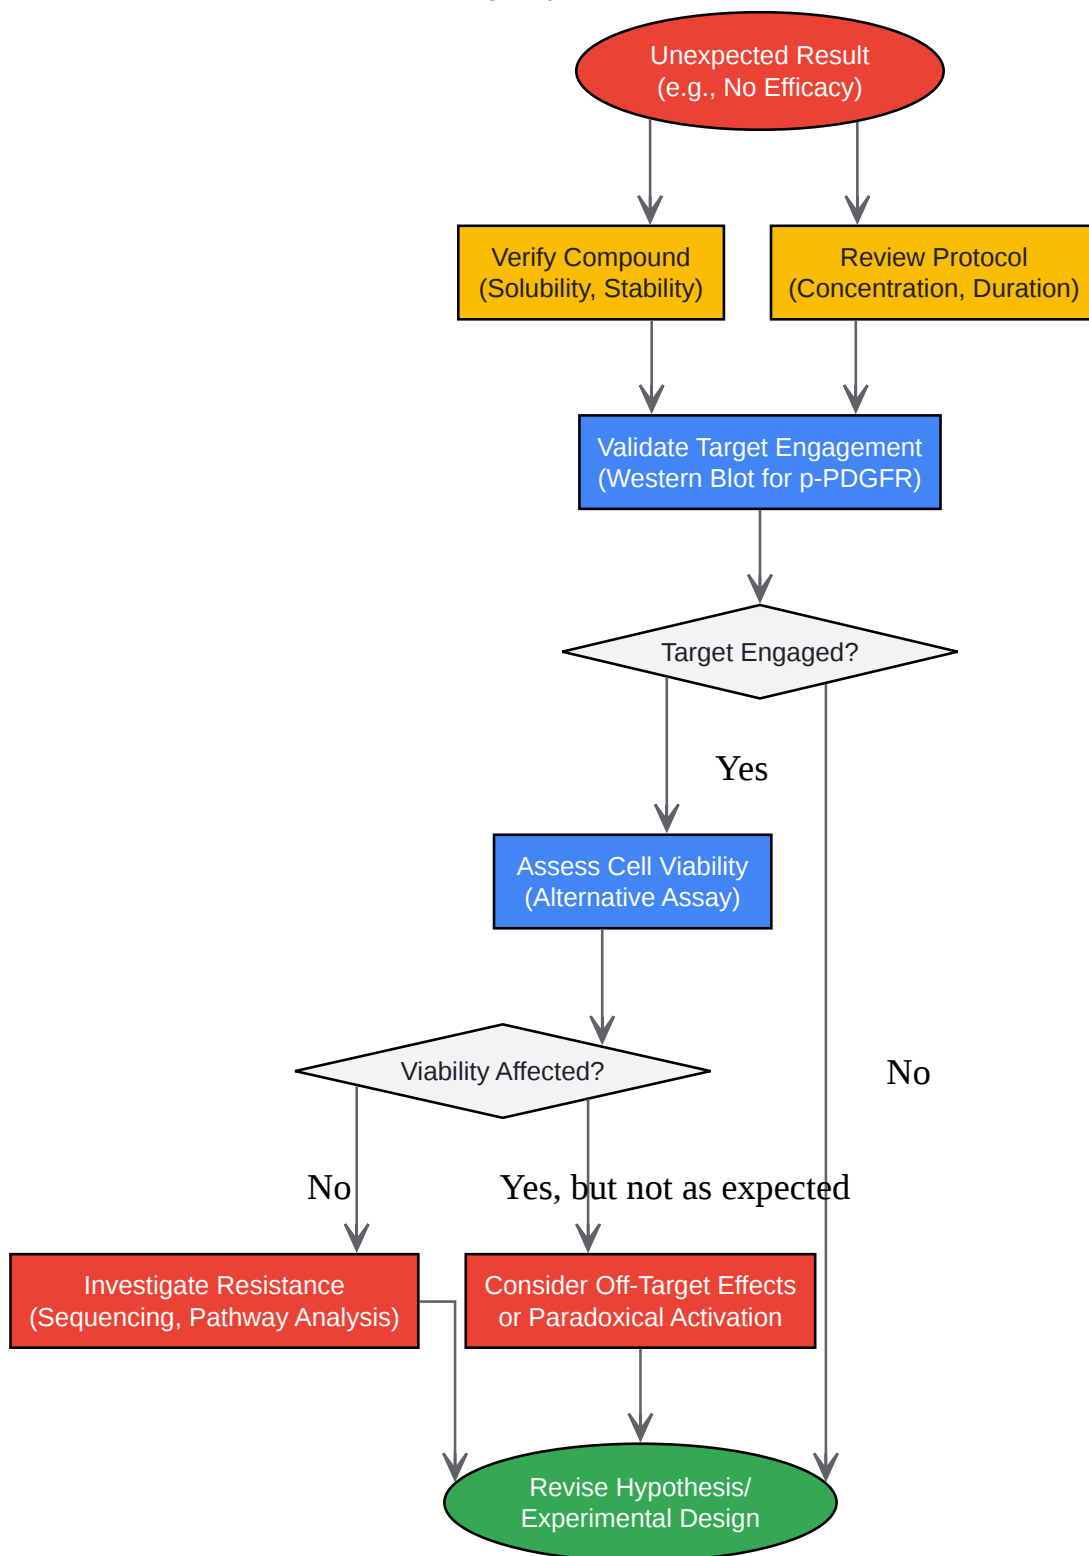 Unexpected Result
(e.g., No Efficacy)
Verify Compound
(Solubility, Stability)
Review Protocol
(Concentration, Duration)
Validate Target Engagement
(Western Blot for p-PDGFR)
Target Engaged?
Yes
Assess Cell Viability
(Alternative Assay)
Viability Affected?
No
No
Yes, but not as expected
Investigate Resistance
(Sequencing, Pathway Analysis)
Consider Off-Target Effects
or Paradoxical Activation
Revise Hypothesis/
Experimental Design